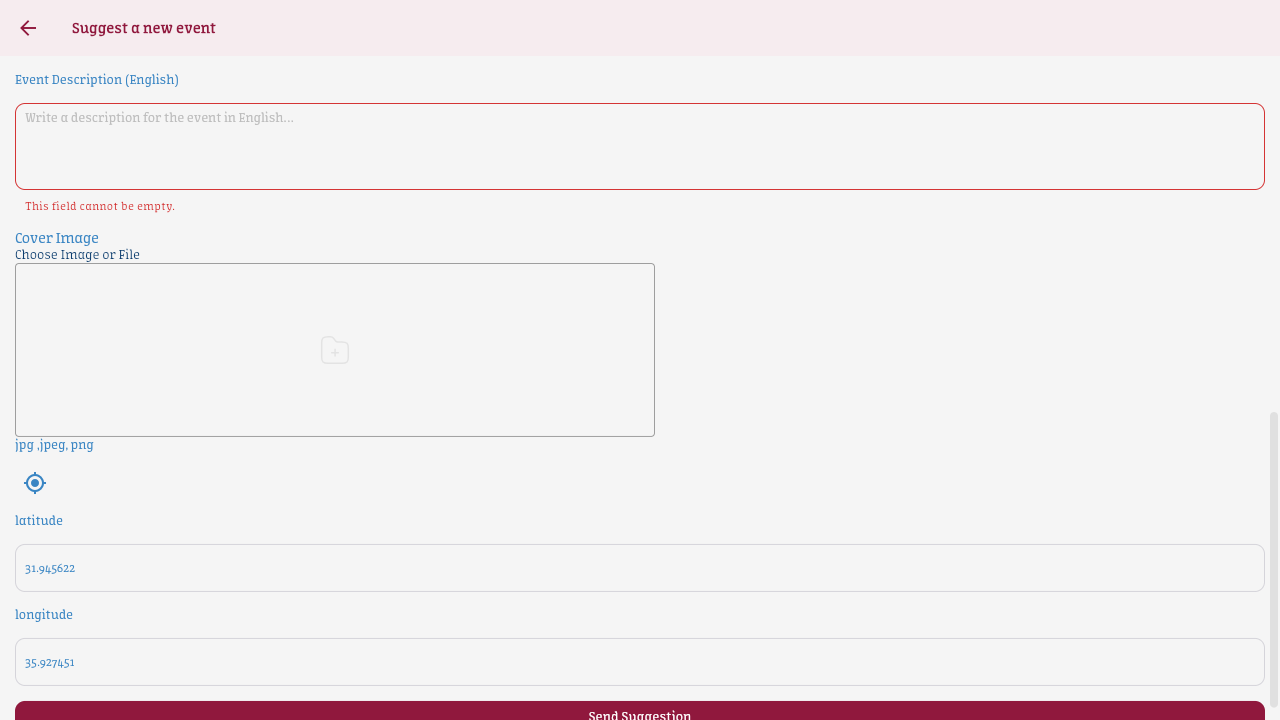 Suggest a new event
Event Description (English)
Write a description for the event in English...
This field cannot be empty.
Cover Image
Choose Image or File
jpg ,jpeg, png
latitude
31.945622
longitude
35.927451
Send Suggestion